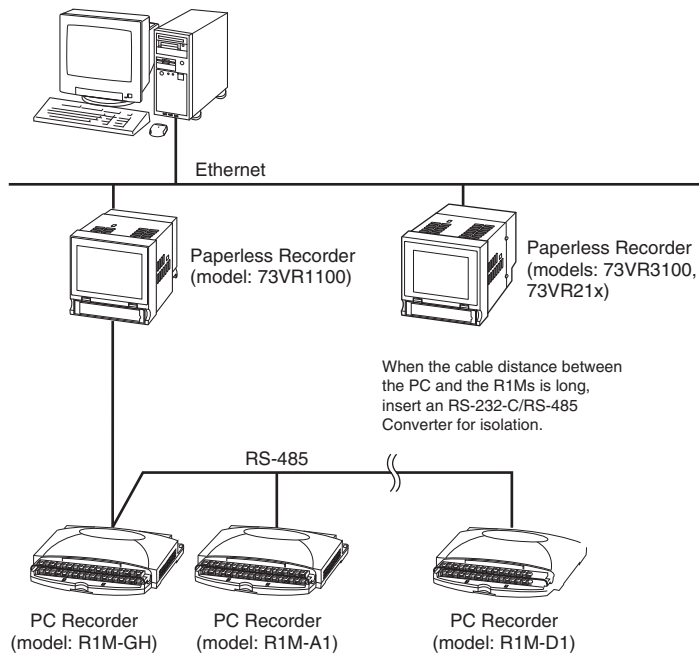 Ethernet
Paperless Recorder
(model: 73VR1100)
Paperless Recorder
(models: 73VR3100,
73VR21x)
When the cable distance between
the PC and the R1Ms is long,
insert an RS-232-C/RS-485
Converter for isolation.
RS-485
PC Recorder
(model: R1M-GH)
PC Recorder
(model: R1M-A1)
PC Recorder
(model: R1M-D1)